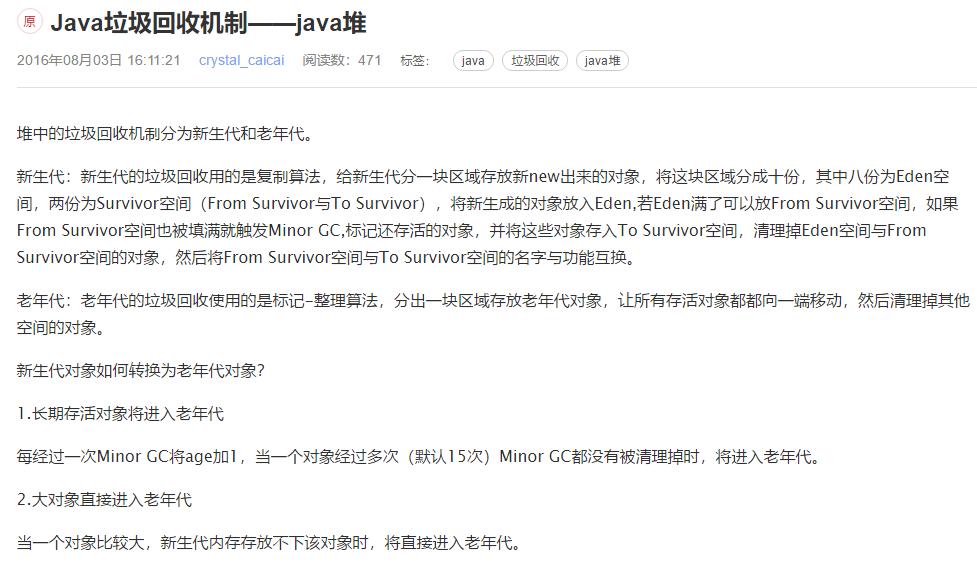 原 Java垃圾回收机制——java堆
2016年08月03日 16:11:21 crystal_caicai 阅读数：471 标签： java 垃圾回收 java堆
堆中的垃圾回收机制分为新生代和老年代。
新生代：新生代的垃圾回收用的是复制算法，给新生代分一块区域存放新new出来的对象，将这块区域分成十份，其中八份为Eden空
间，两份为Survivor空间（From Survivor与To Survivor），将新生成的对象放入Eden,若Eden满了可以放From Survivor空间，如果
From Survivor空间也被填满就触发Minor GC,标记还存活的对象，并将这些对象存入To Survivor空间，清理掉Eden空间与From
Survivor空间的对象，然后将From Survivor空间与To Survivor空间的名字与功能互换。
老年代：老年代的垃圾回收使用的是标记–整理算法，分出一块区域存放老年代对象，让所有存活对象都都向一端移动，然后清理掉其他
空间的对象。
新生代对象如何转换为老年代对象？
1.长期存活对象将进入老年代
每经过一次Minor GC将age加1，当一个对象经过多次（默认15次）Minor GC都没有被清理掉时，将进入老年代。
2.大对象直接进入老年代
当一个对象比较大，新生代内存存放不下该对象时，将直接进入老年代。